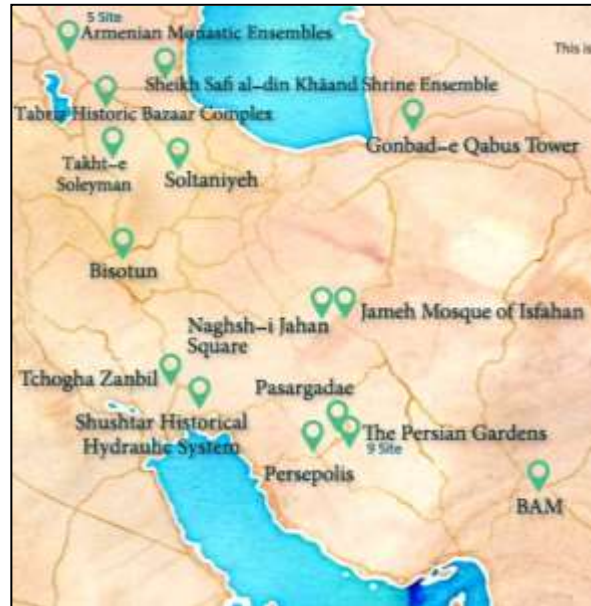 5 Site
Armenian Monastic Ensembles
This is
Sheikh Safi al-din Khāand Shrine Ensemble
Tabriz Historic Bazaar Complex
Gonbad-e Qabus Tower
Takht-e
Soleyman
Soltaniyeh
Bisotun
Naghsh-i Jahan
Square
Jameh Mosque of Isfahan
Tchogha Zanbil
Pasargadae
Shushtar Historical
Hydraulic System
The Persian Gardens
9 Site
Persepolis
BAM